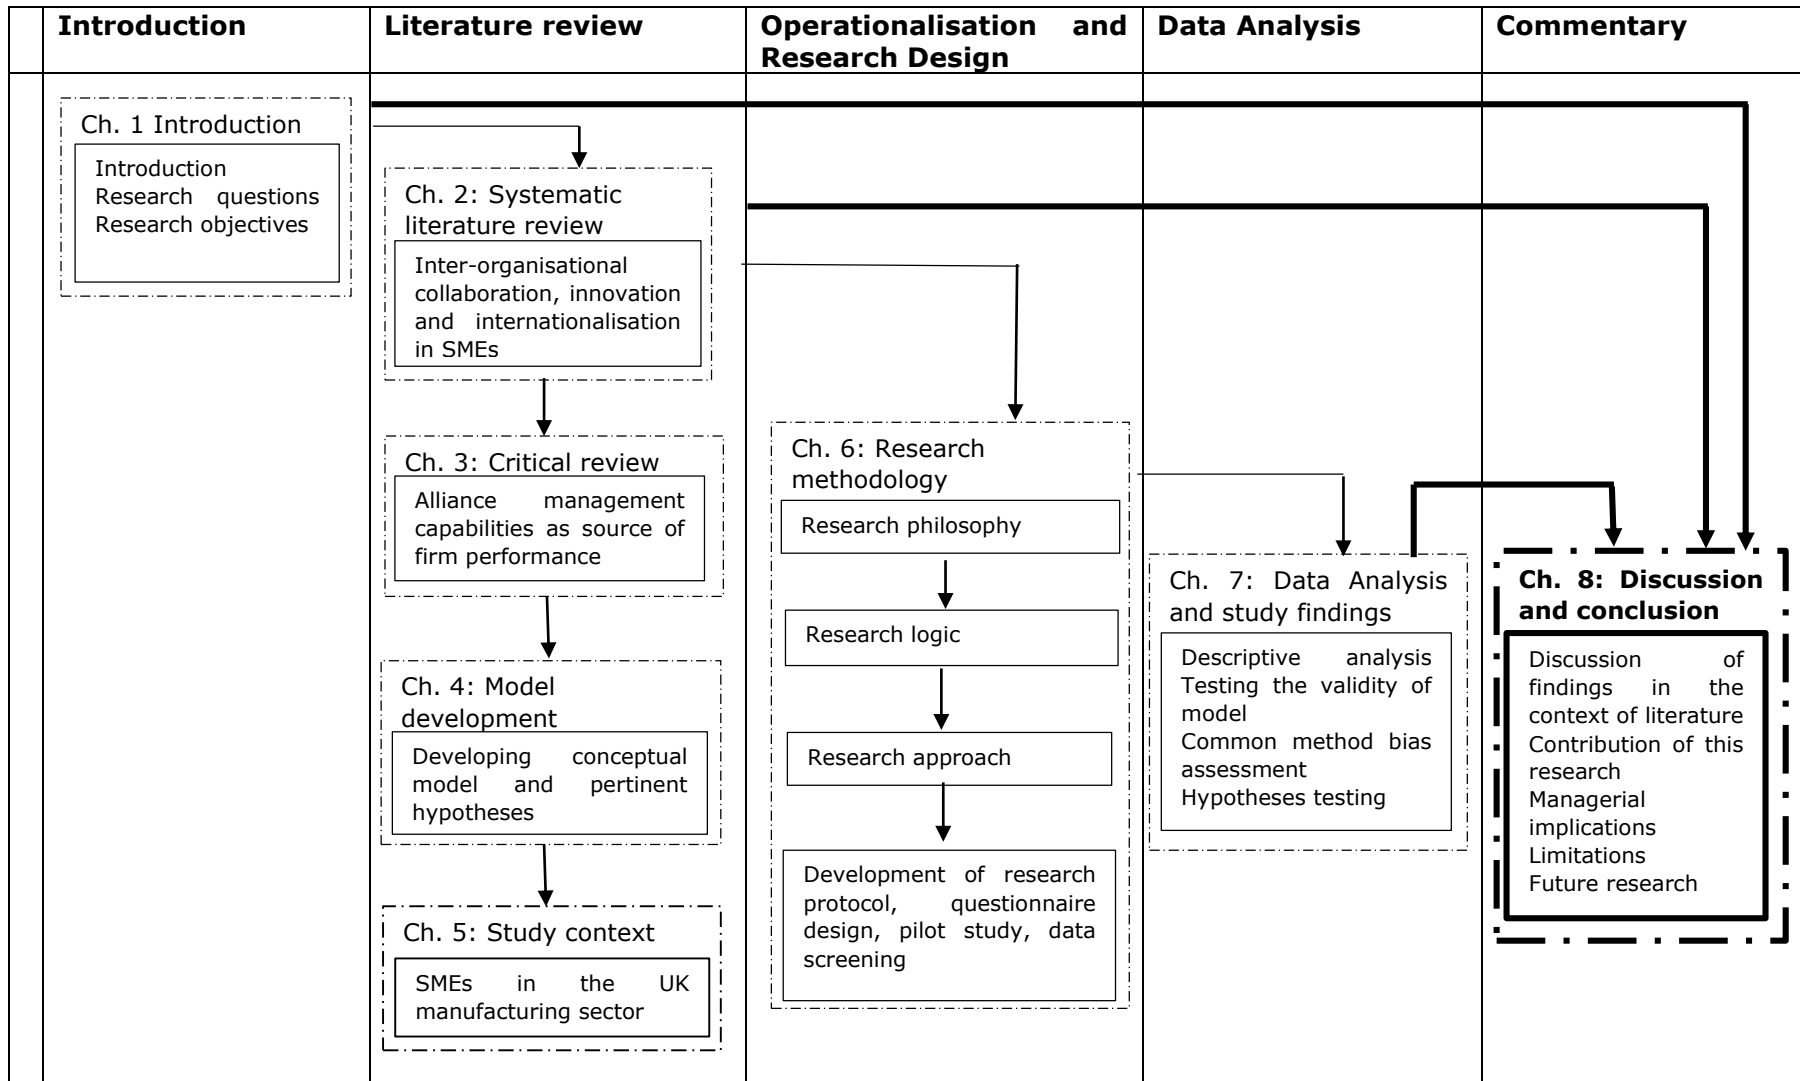 Introduction
Literature review
Operationalisation and
Research Design
Data Analysis
Commentary
Ch. 1 Introduction
Introduction
Research questions
Research objectives
Ch. 2: Systematic
literature review
Inter-organisational
collaboration, innovation
and internationalisation
in SMEs
Ch. 3: Critical review
Alliance management
capabilities as source of
firm performance
Ch. 4: Model
development
Developing conceptual
model and pertinent
hypotheses
Ch. 5: Study context
SMEs in the UK
manufacturing sector
Ch. 6: Research
methodology
Research philosophy
Research logic
Research approach
Development of research
protocol, questionnaire
design, pilot study, data
screening
Ch. 7: Data Analysis
and study findings
Descriptive analysis
Testing the validity of
model
Common method bias
assessment
Hypotheses testing
Ch. 8: Discussion
and conclusion
Discussion of
findings in the
context of literature
Contribution of this
research
Managerial
implications
Limitations
Future research